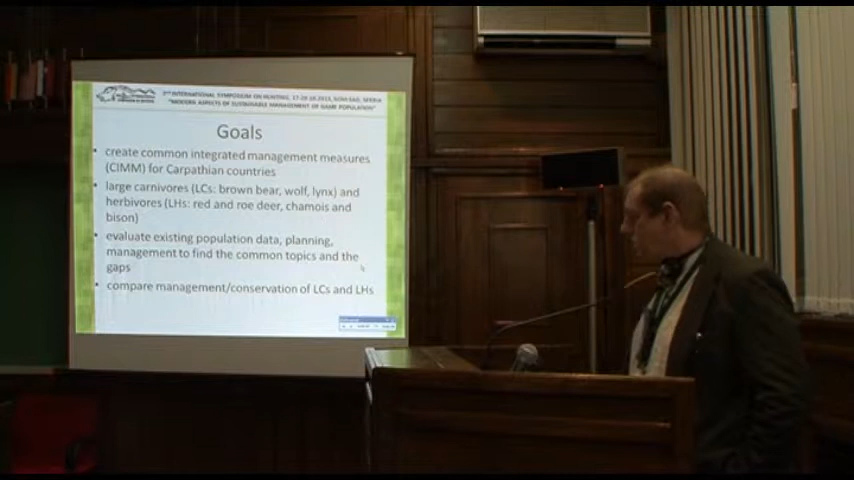 2ND INTERNATIONAL SYMPOSIUM ON HUNTING, 17-20.10.2013, NOVI SAD, SERBIA
"MODERN ASPECTS OF SUSTAINABLE MANAGEMENT OF GAME POPULATION"
Goals
• create common integrated management measures
(CIMM) for Carpathian countries
• large carnivores (LCs: brown bear, wolf, lynx) and
herbivores (LHs: red and roe deer, chamois and
bison)
• evaluate existing population data, planning,
management to find the common topics and the
gaps
• compare management/conservation of LCs and LHs